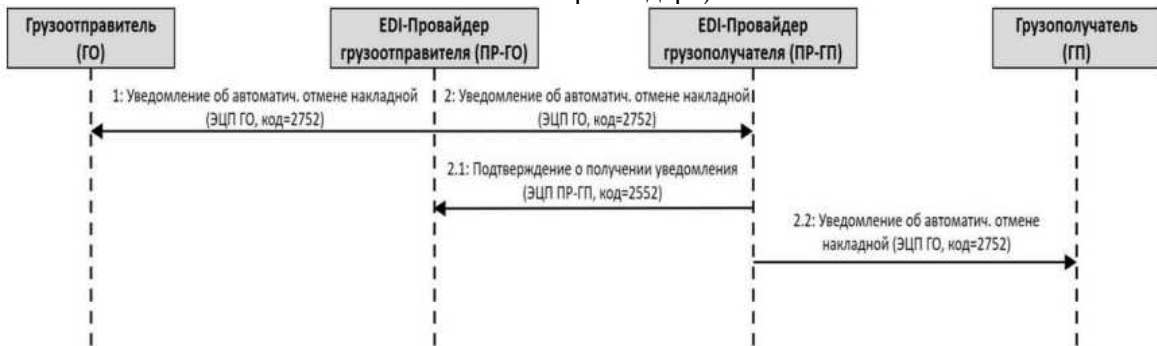 Грузоотправитель
(ГО)
EDI-Провайдер
грузоотправителя (ПР-ГО)
EDI-Провайдер
грузополучателя (ПР-ГП)
Грузополучатель
(ГП)
1: Уведомление об автоматич. отмене накладной
(ЭЦП ГО, код=2752)
2: Уведомление об автоматич. отмене накладной
(ЭЦП ГО, код=2752)
2.1: Подтверждение о получении уведомления
(ЭЦП ПР-ГП, код=2552)
2.2: Уведомление об автоматич. отмене
накладной (ЭЦП ГО, код=2752)